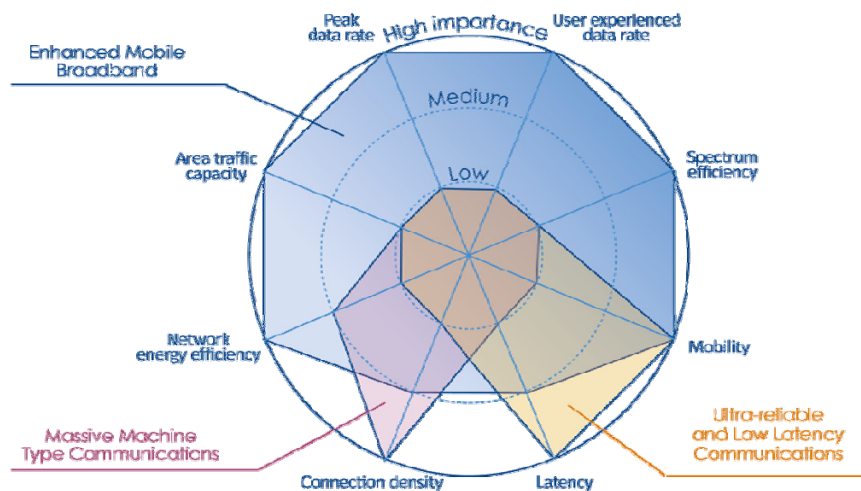 Peak
data rate
High importance
User experienced
data rate
Enhanced Mobile
Broadband
Medium
Area traffic
capacity
Low
Spectrum
efficiency
Network
energy efficiency
Mobility
Massive Machine
Type Communications
Ultra-reliable
and Low Latency
Communications
Connection density
Latency